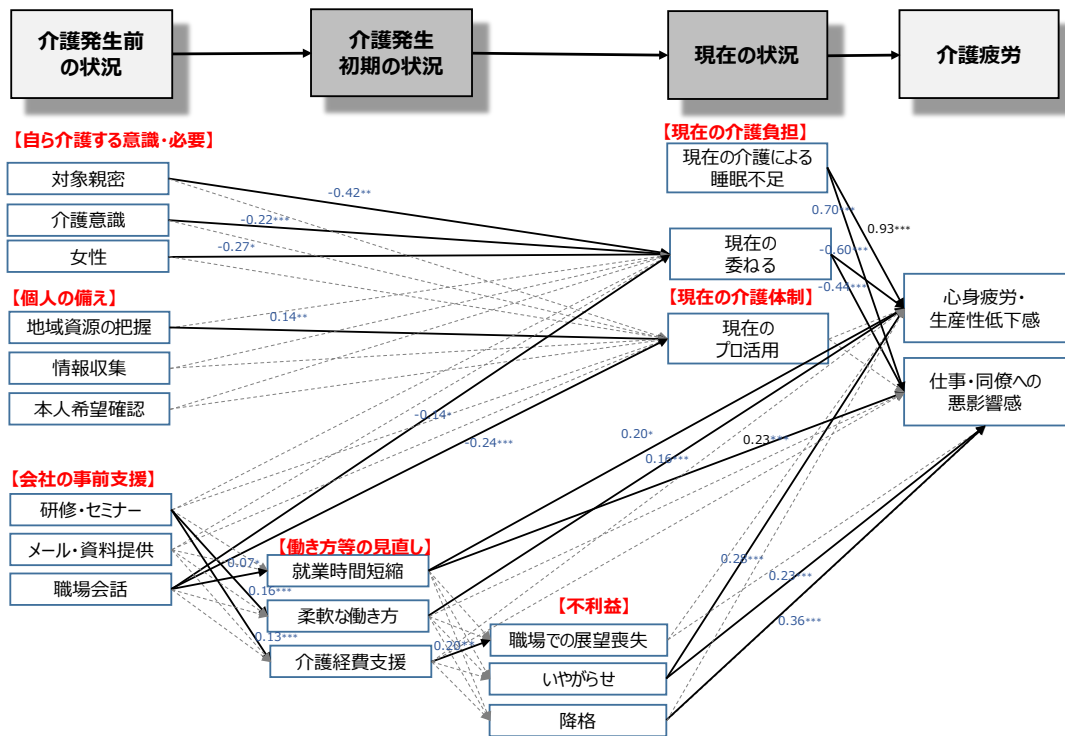 介護発生前
の状況
介護発生
初期の状況
現在の状況
介護疲労
【自ら介護する意識・必要】
対象親密
介護意識
女性
【個人の備え】
地域資源の把握
情報収集
本人希望確認
【会社の事前支援】
研修・セミナー
メール・資料提供
職場会話
【働き方等の見直し】
就業時間短縮
柔軟な働き方
介護経費支援
【不利益】
職場での展望喪失
いやがらせ
降格
【現在の介護負担】
現在の介護による
睡眠不足
現在の
委ねる
【現在の介護体制】
現在の
プロ活用
心身疲労・
生産性低下感
仕事・同僚への
悪影響感
-0.42**
-0.22***
-0.27*
0.14**
-0.14*
-0.24***
0.07*
0.16***
0.13***
0.20**
0.20*
0.16***
0.23***
0.28***
0.23***
0.36***
0.93***
-0.60***
-0.44***